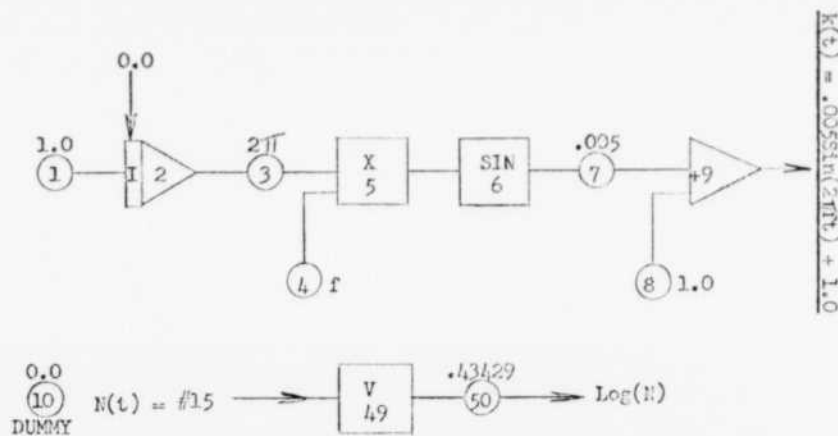 0.0
1.0
1
I
2
2π
3
X
5
4
f
SIN
6
.005
7
+9
8
1.0
k(t) = .005sin(2πft) + 1.0
0.0
10
DUMMY
N(t) = #15
V
49
.43429
50
Log(N)